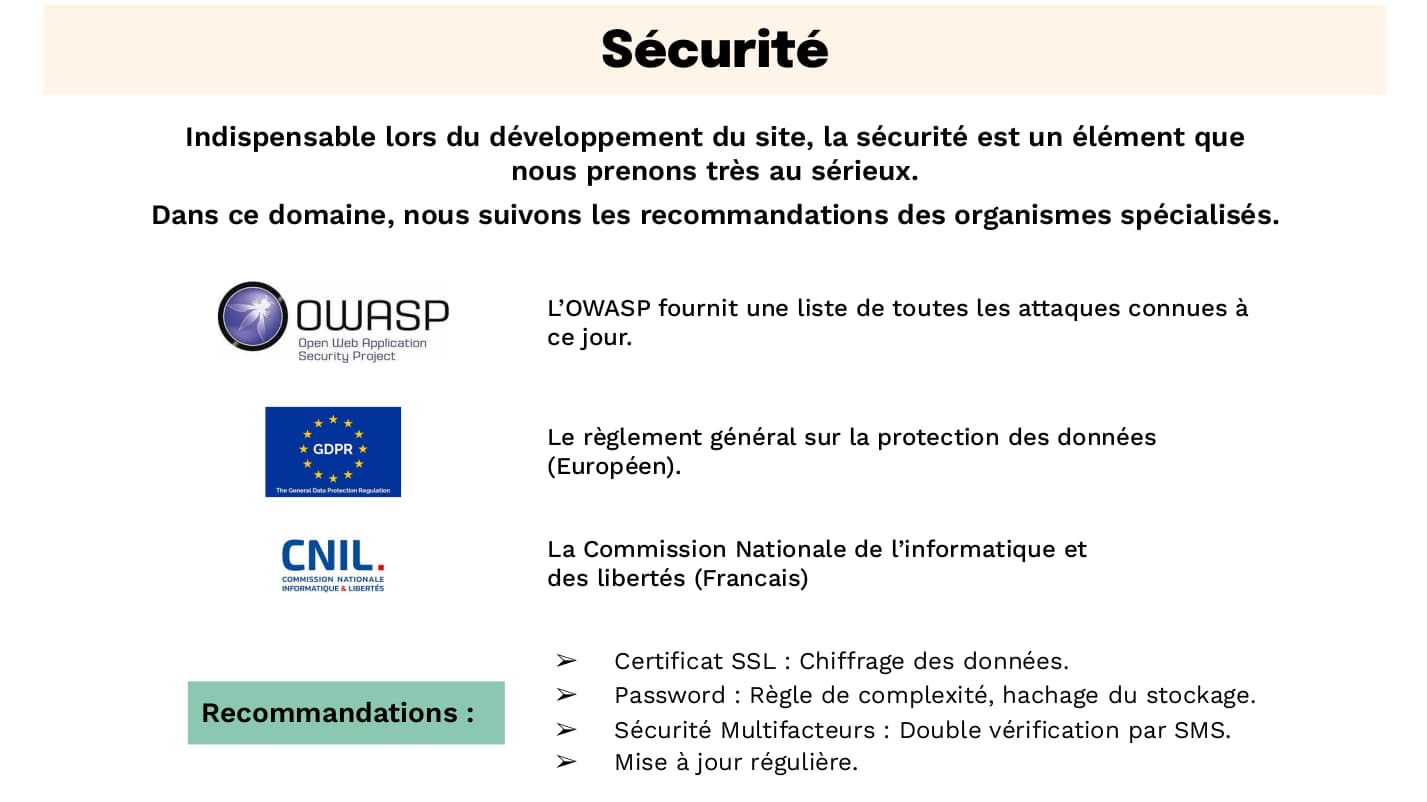 Sécurité
Indispensable lors du développement du site, la sécurité est un élément que
nous prenons très au sérieux.
Dans ce domaine, nous suivons les recommandations des organismes spécialisés.
OWASP
Open Web Application
Security Project
L’OWASP fournit une liste de toutes les attaques connues à
ce jour.
GDPR
The General Data Protection Regulation
Le règlement général sur la protection des données
(Européen).
CNIL.
COMMISSION NATIONALE
INFORMATIQUE & LIBERTÉS
La Commission Nationale de l’informatique et
des libertés (Francais)
Recommandations :
➢ Certificat SSL : Chiffrage des données.
➢ Password : Règle de complexité, hachage du stockage.
➢ Sécurité Multifacteurs : Double vérification par SMS.
➢ Mise à jour régulière.